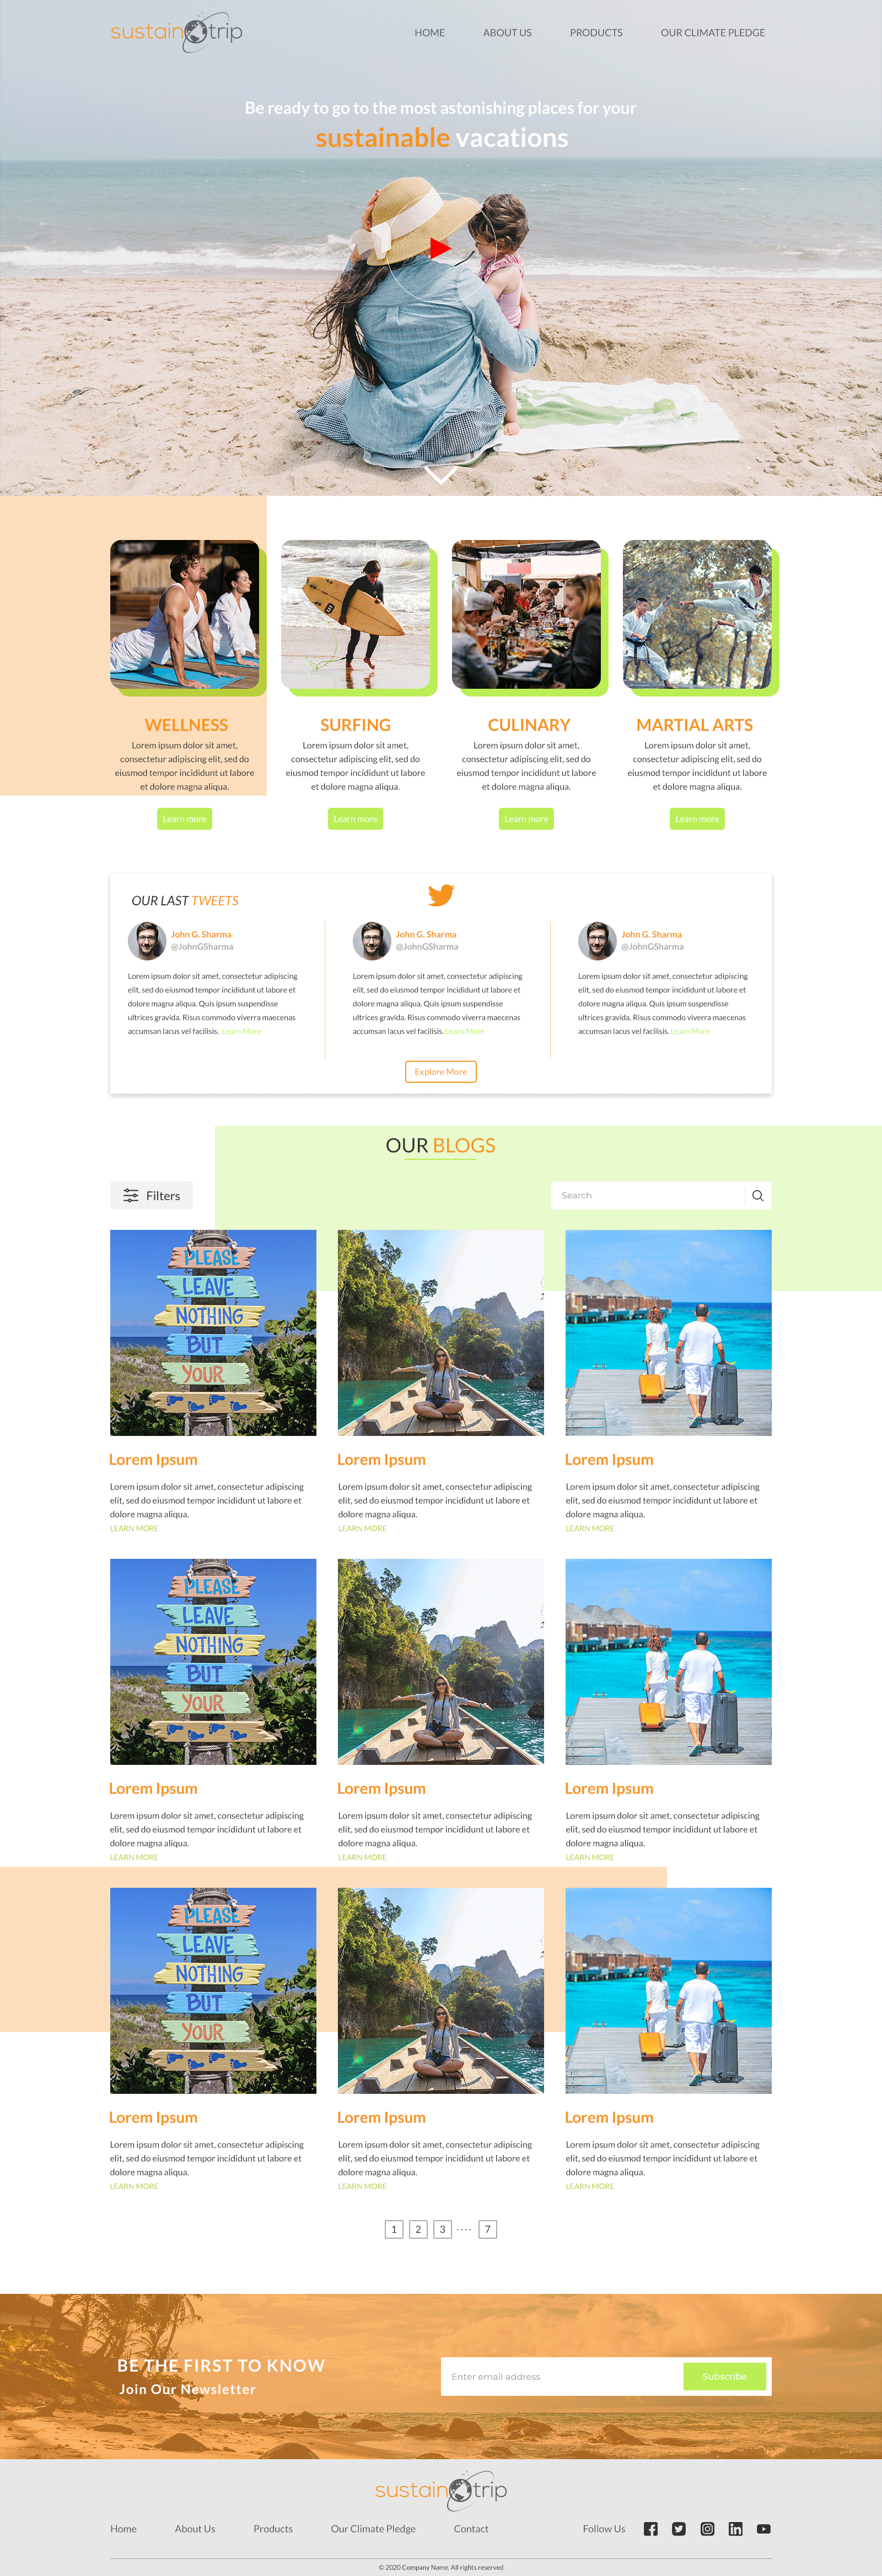 sustain trip
HOME
ABOUT US
PRODUCTS
OUR CLIMATE PLEDGE
Be ready to go to the most astonishing places for your
sustainable vacations
WELLNESS
Lorem ipsum dolor sit amet,
consectetur adipiscing elit, sed do
eiusmod tempor incididunt ut labore
et dolore magna aliqua.
Learn more
SURFING
Lorem ipsum dolor sit amet,
consectetur adipiscing elit, sed do
eiusmod tempor incididunt ut labore
et dolore magna aliqua.
Learn more
CULINARY
Lorem ipsum dolor sit amet,
consectetur adipiscing elit, sed do
eiusmod tempor incididunt ut labore
et dolore magna aliqua.
Learn more
MARTIAL ARTS
Lorem ipsum dolor sit amet,
consectetur adipiscing elit, sed do
eiusmod tempor incididunt ut labore
et dolore magna aliqua.
Learn more
OUR LAST TWEETS
John G. Sharma
@JohnGSharma
Lorem ipsum dolor sit amet, consectetur adipiscing
elit, sed do eiusmod tempor incididunt ut labore et
dolore magna aliqua. Quis ipsum suspendisse
ultrices gravida. Risus commodo viverra maecenas
accumsan lacus vel facilisis. Learn More
John G. Sharma
@JohnGSharma
Lorem ipsum dolor sit amet, consectetur adipiscing
elit, sed do eiusmod tempor incididunt ut labore et
dolore magna aliqua. Quis ipsum suspendisse
ultrices gravida. Risus commodo viverra maecenas
accumsan lacus vel facilisis. Learn More
John G. Sharma
@JohnGSharma
Lorem ipsum dolor sit amet, consectetur adipiscing
elit, sed do eiusmod tempor incididunt ut labore et
dolore magna aliqua. Quis ipsum suspendisse
ultrices gravida. Risus commodo viverra maecenas
accumsan lacus vel facilisis. Learn More
Explore More
OUR BLOGS
Filters
Search
PLEASE
LEAVE
NOTHING
BUT
YOUR
Lorem Ipsum
Lorem ipsum dolor sit amet, consectetur adipiscing
elit, sed do eiusmod tempor incididunt ut labore et
dolore magna aliqua.
LEARN MORE
Lorem Ipsum
Lorem ipsum dolor sit amet, consectetur adipiscing
elit, sed do eiusmod tempor incididunt ut labore et
dolore magna aliqua.
LEARN MORE
Lorem Ipsum
Lorem ipsum dolor sit amet, consectetur adipiscing
elit, sed do eiusmod tempor incididunt ut labore et
dolore magna aliqua.
LEARN MORE
PLEASE
LEAVE
NOTHING
BUT
YOUR
Lorem Ipsum
Lorem ipsum dolor sit amet, consectetur adipiscing
elit, sed do eiusmod tempor incididunt ut labore et
dolore magna aliqua.
LEARN MORE
Lorem Ipsum
Lorem ipsum dolor sit amet, consectetur adipiscing
elit, sed do eiusmod tempor incididunt ut labore et
dolore magna aliqua.
LEARN MORE
Lorem Ipsum
Lorem ipsum dolor sit amet, consectetur adipiscing
elit, sed do eiusmod tempor incididunt ut labore et
dolore magna aliqua.
LEARN MORE
PLEASE
LEAVE
NOTHING
BUT
YOUR
Lorem Ipsum
Lorem ipsum dolor sit amet, consectetur adipiscing
elit, sed do eiusmod tempor incididunt ut labore et
dolore magna aliqua.
LEARN MORE
Lorem Ipsum
Lorem ipsum dolor sit amet, consectetur adipiscing
elit, sed do eiusmod tempor incididunt ut labore et
dolore magna aliqua.
LEARN MORE
Lorem Ipsum
Lorem ipsum dolor sit amet, consectetur adipiscing
elit, sed do eiusmod tempor incididunt ut labore et
dolore magna aliqua.
LEARN MORE
1 2 3 .... 7
BE THE FIRST TO KNOW
Join Our Newsletter
Enter email address
Subscribe
sustain trip
Home
About Us
Products
Our Climate Pledge
Contact
Follow Us
© 2020 Company Name. All rights reserved